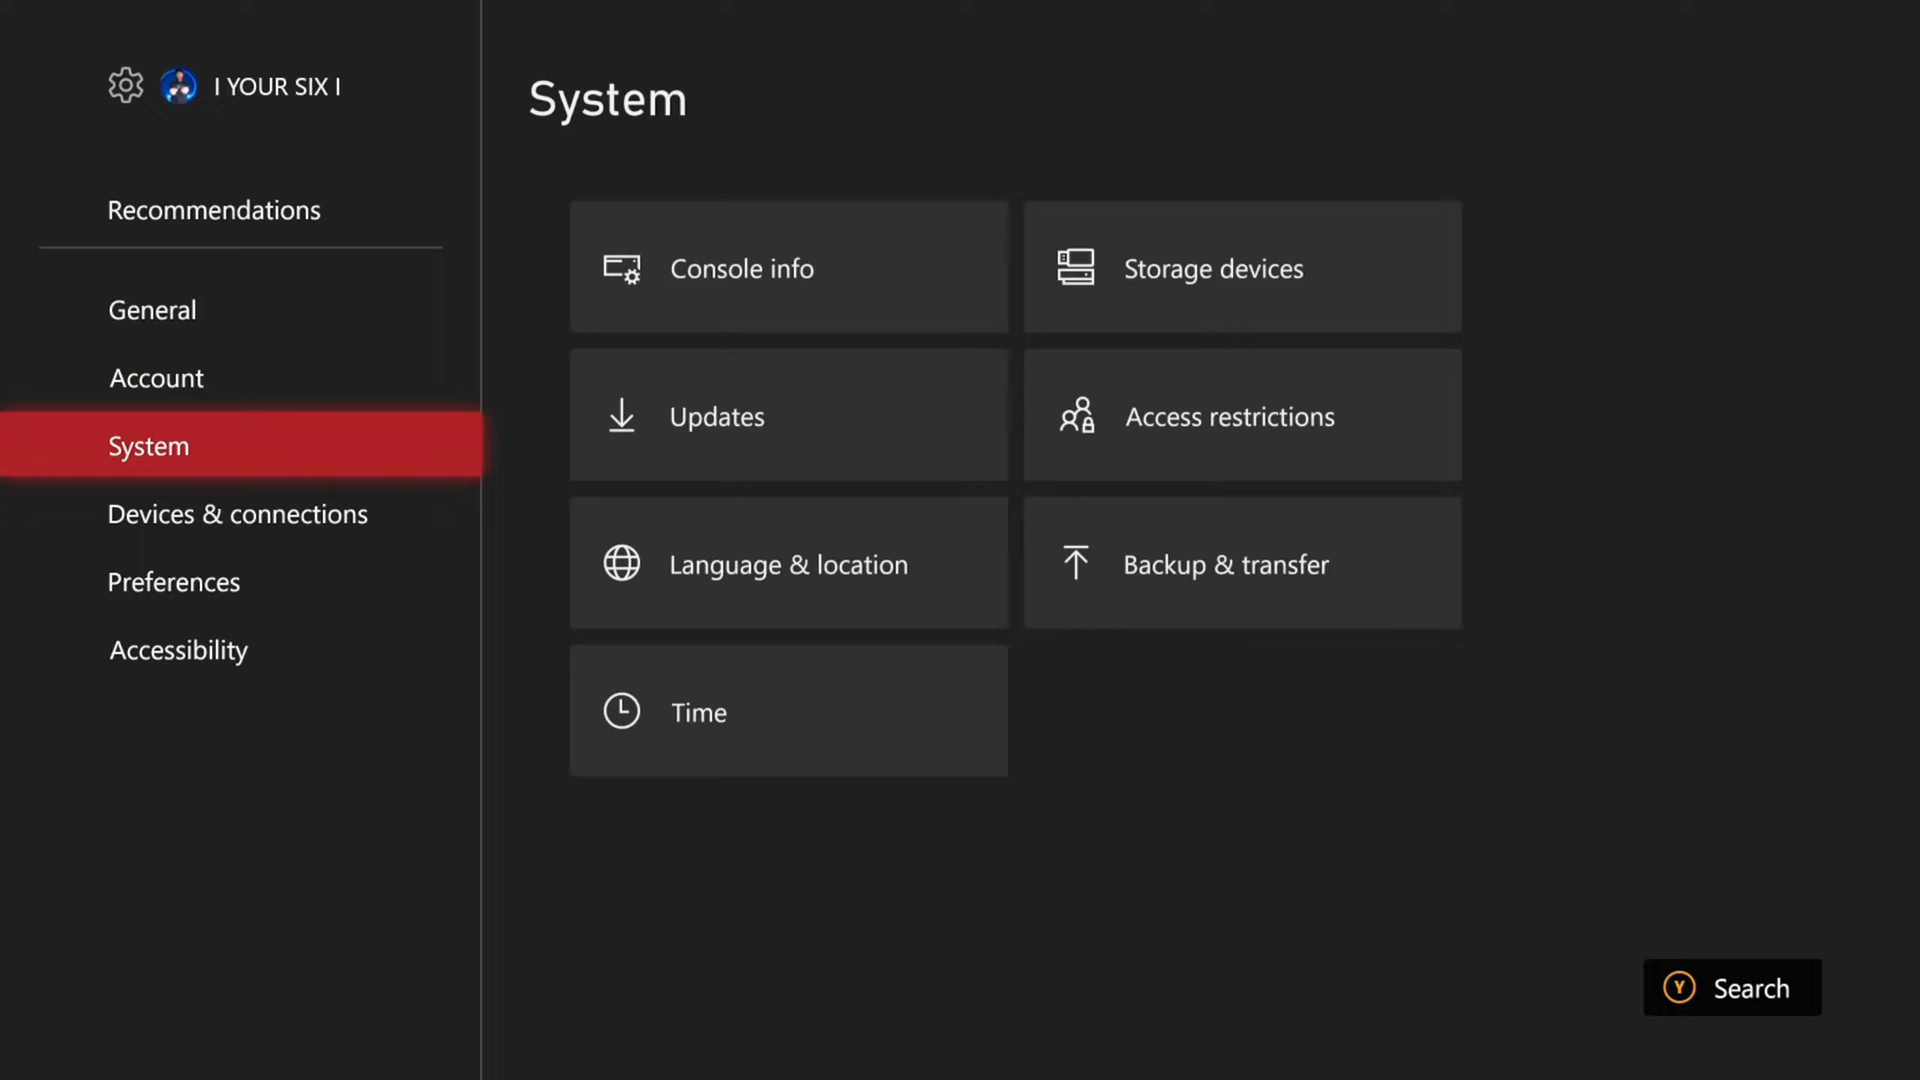 I YOUR SIX I
Recommendations
General
Account
System
Devices & connections
Preferences
Accessibility
System
Console info
Storage devices
Updates
Access restrictions
Language & location
Backup & transfer
Time
Y Search